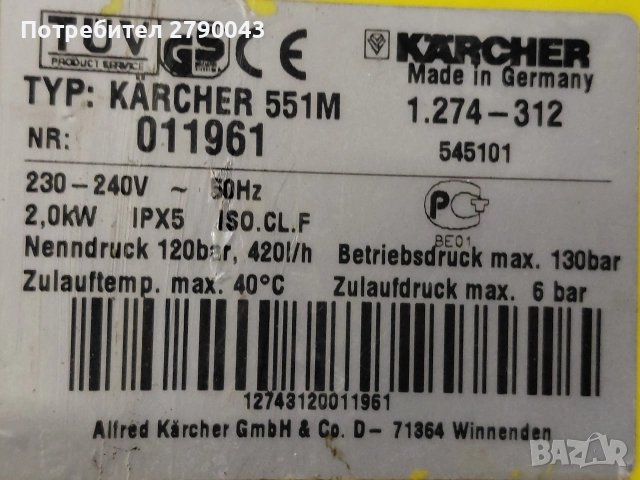 Потребител 2790043
TÜV PRODUCT SERVICE GS CE KÄRCHER
Made in Germany
TYP: KÄRCHER 551M 1.274-312
NR: 011961 545101
230-240V ~ 50Hz
2,0kW IPX5 ISO.CL.F
BE01
Nenndruck 120bar, 420l/h Betriebsdruck max. 130bar
Zulauftemp. max. 40°C Zulaufdruck max. 6 bar
12743120011961
Alfred Kärcher GmbH & Co. D- 71364 Winnenden
BAZAR